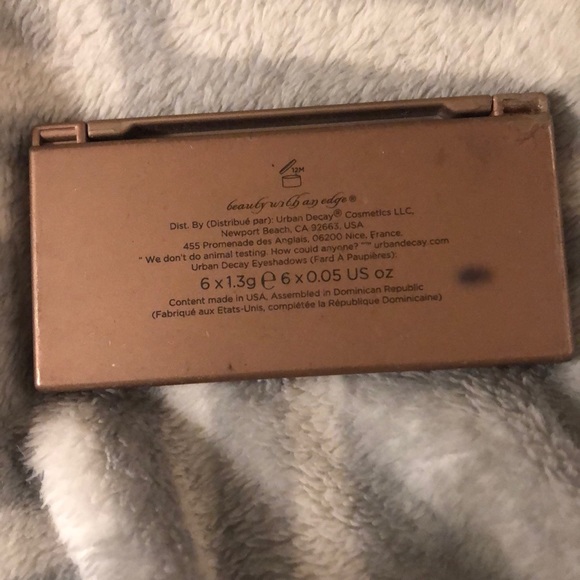 12M
beauty with an edge®
Dist. By (Distribué par): Urban Decay® Cosmetics LLC,
Newport Beach, CA 92663, USA
455 Promenade des Anglais, 06200 Nice, France.
" We don't do animal testing. How could anyone? "™ urbandecay.com
Urban Decay Eyeshadows (Fard À Paupières):
6 x 1.3g ℮ 6 x 0.05 US oz
Content made in USA, Assembled in Dominican Republic
(Fabriqué aux Etats-Unis, complétée la République Dominicaine)